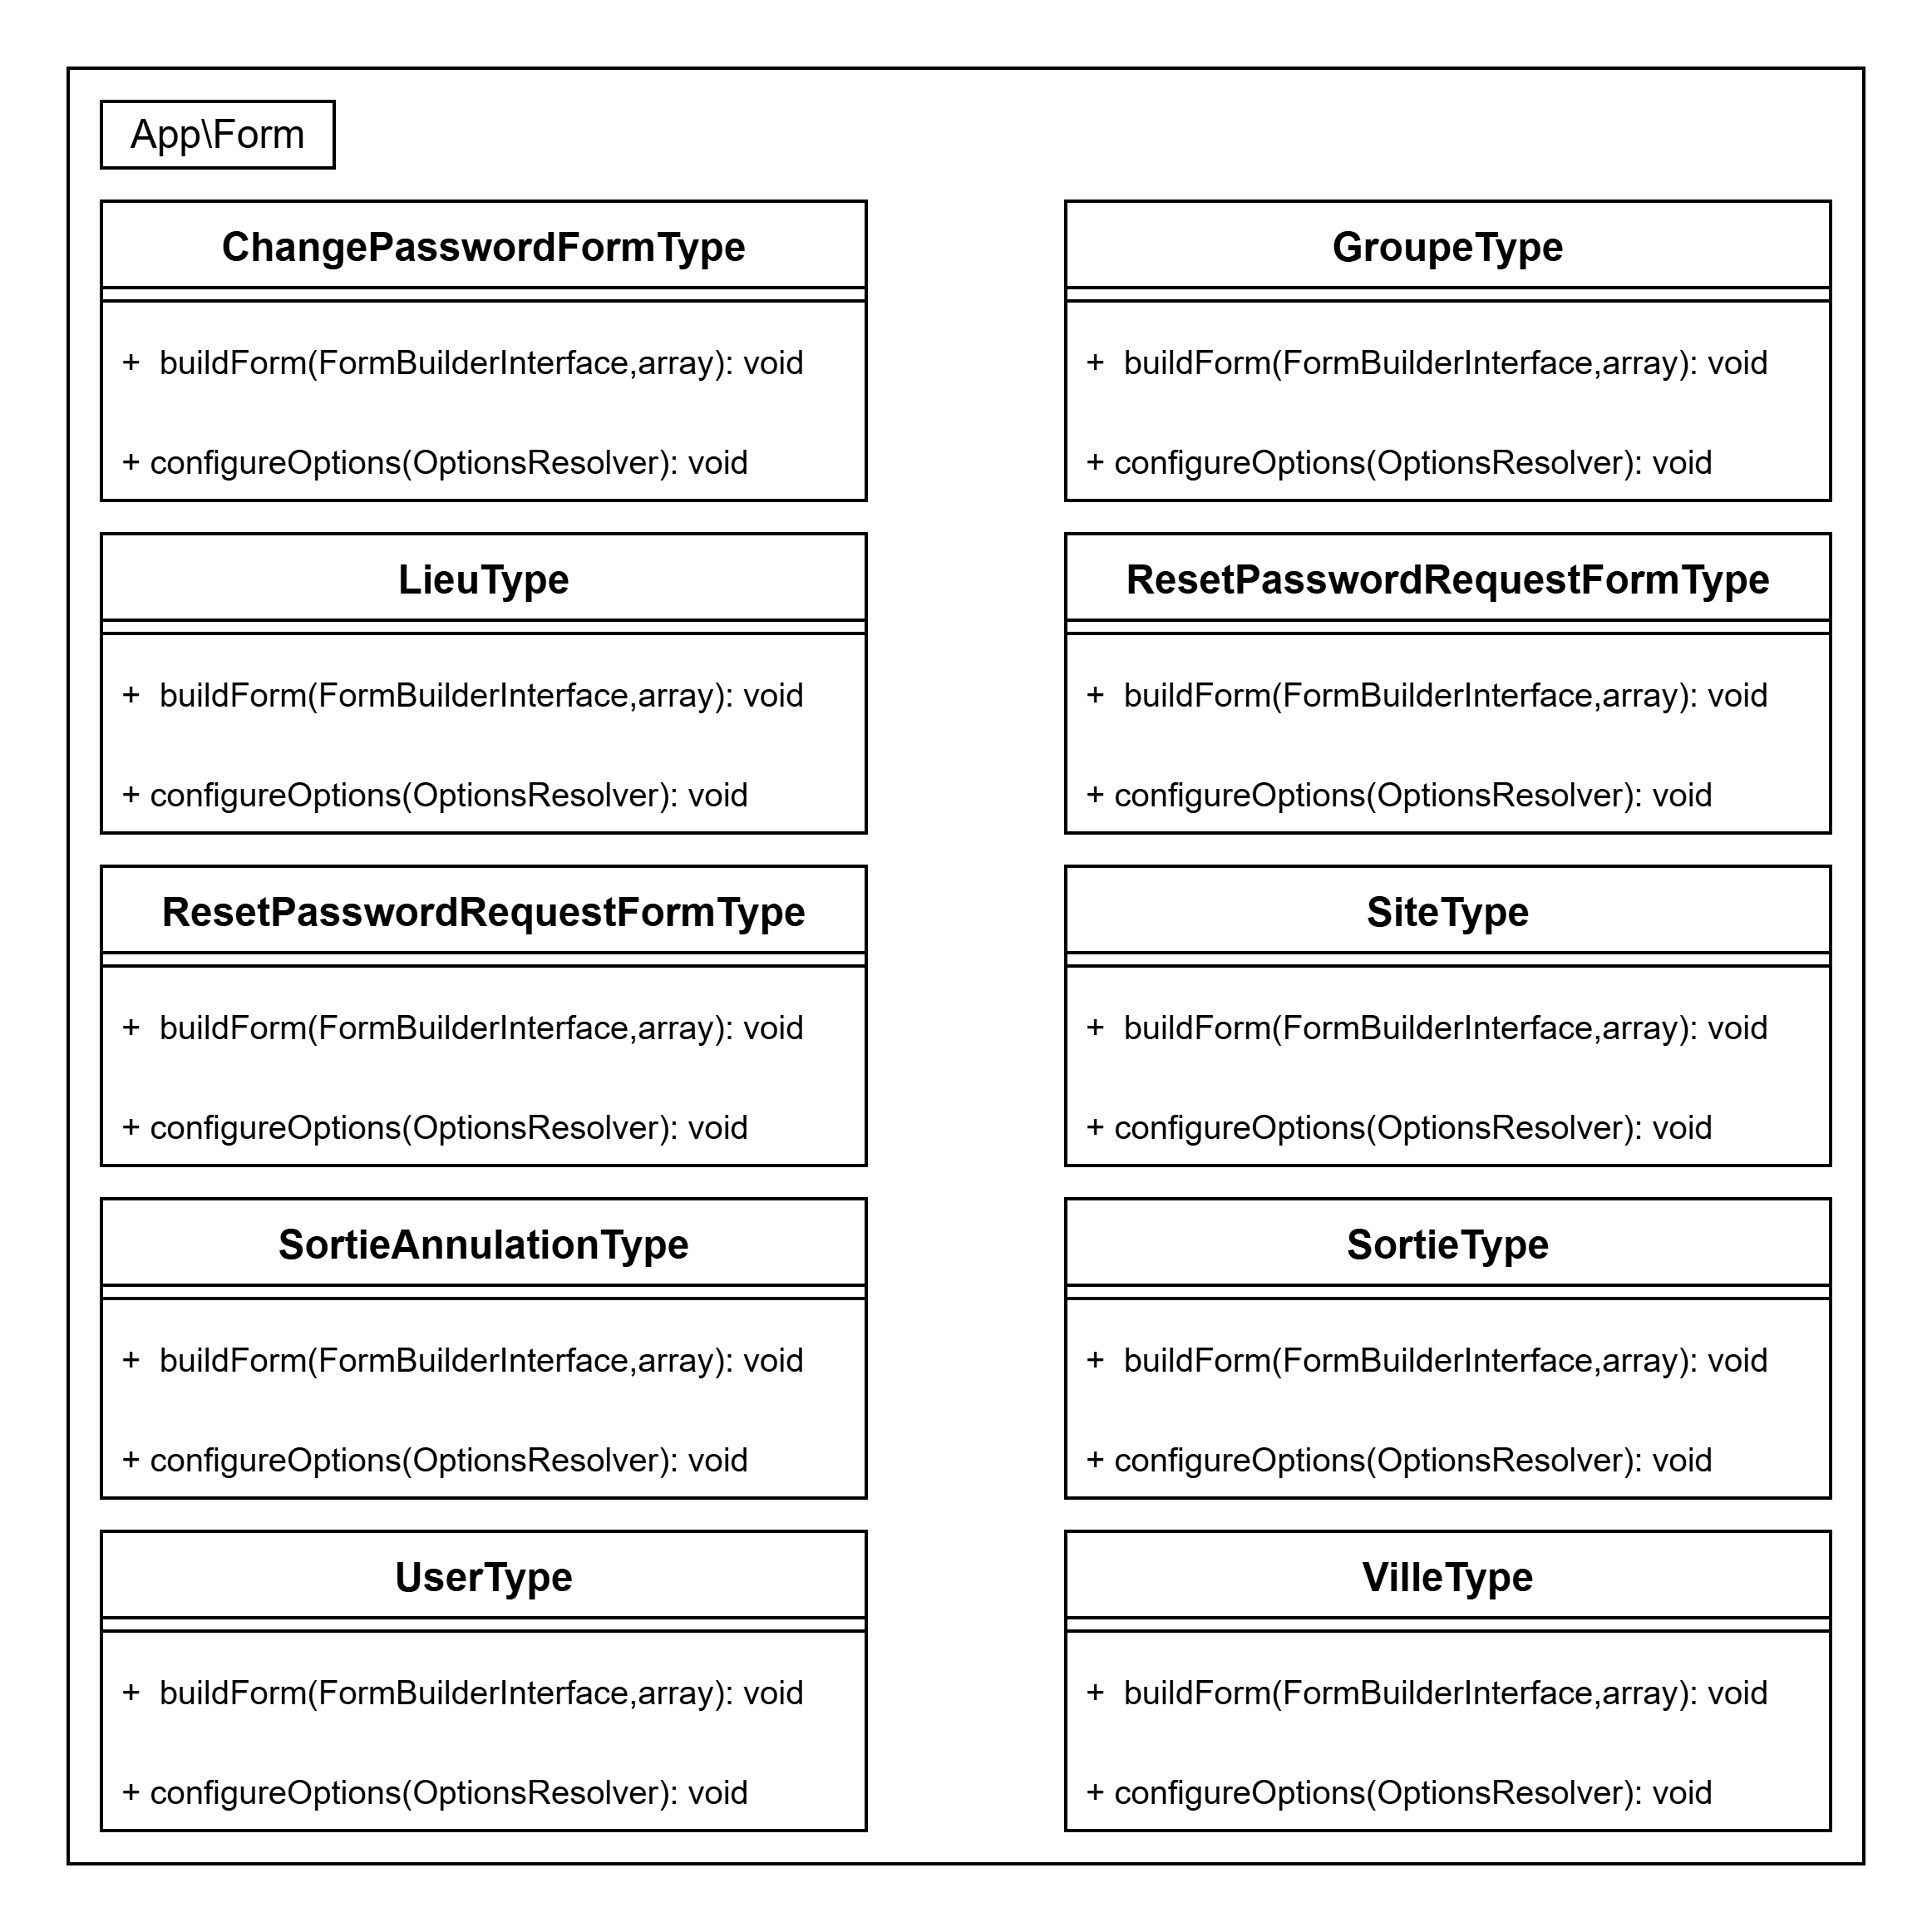 App\Form
ChangePasswordFormType
+ buildForm(FormBuilderInterface,array): void
+ configureOptions(OptionsResolver): void
GroupeType
+ buildForm(FormBuilderInterface,array): void
+ configureOptions(OptionsResolver): void
LieuType
+ buildForm(FormBuilderInterface,array): void
+ configureOptions(OptionsResolver): void
ResetPasswordRequestFormType
+ buildForm(FormBuilderInterface,array): void
+ configureOptions(OptionsResolver): void
ResetPasswordRequestFormType
+ buildForm(FormBuilderInterface,array): void
+ configureOptions(OptionsResolver): void
SiteType
+ buildForm(FormBuilderInterface,array): void
+ configureOptions(OptionsResolver): void
SortieAnnulationType
+ buildForm(FormBuilderInterface,array): void
+ configureOptions(OptionsResolver): void
SortieType
+ buildForm(FormBuilderInterface,array): void
+ configureOptions(OptionsResolver): void
UserType
+ buildForm(FormBuilderInterface,array): void
+ configureOptions(OptionsResolver): void
VilleType
+ buildForm(FormBuilderInterface,array): void
+ configureOptions(OptionsResolver): void